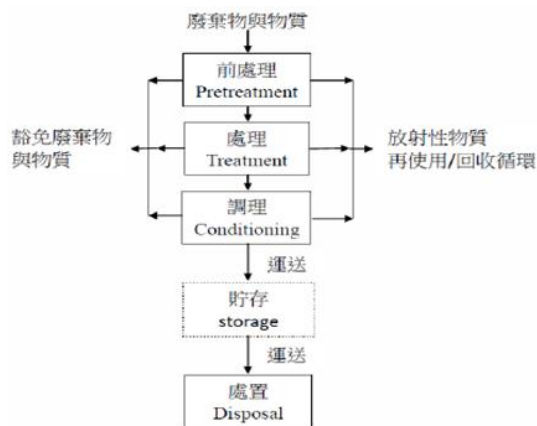 廢棄物與物質
前處理
Pretreatment
豁免廢棄物
與物質
處理
Treatment
放射性物質
再使用/回收循環
調理
Conditioning
運送
貯存
storage
運送
處置
Disposal